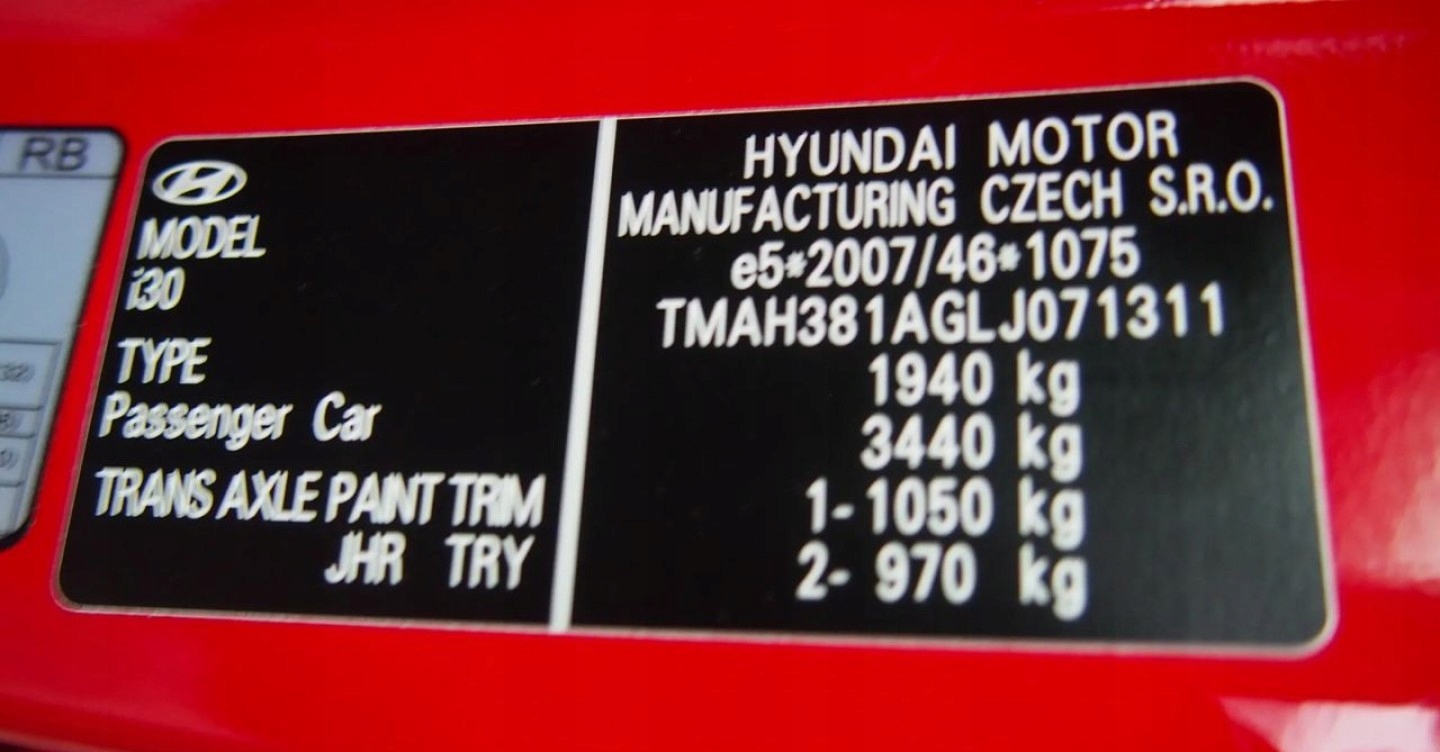 RB
MODEL
i30
TYPE
Passenger Car
TRANS AXLE PAINT TRIM
JHR TRY
HYUNDAI MOTOR
MANUFACTURING CZECH S.R.O.
e5*2007/46*1075
TMAH381AGLJ071311
1940 kg
3440 kg
1- 1050 kg
2- 970 kg